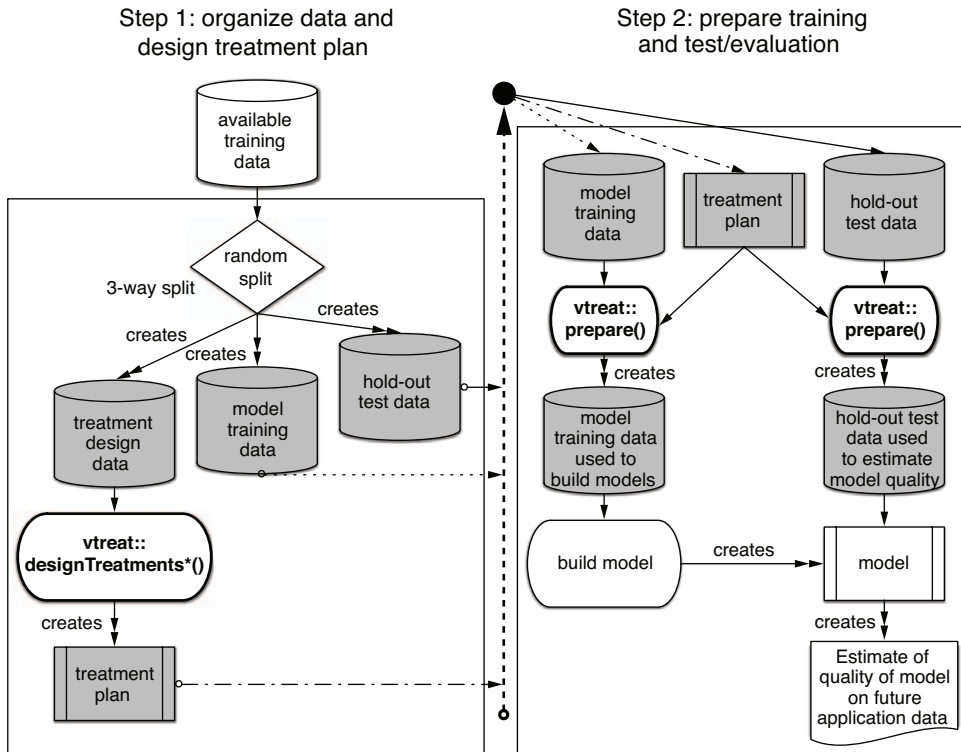 Step 1: organize data and
design treatment plan
available
training
data
random
split
3-way split
creates
creates
creates
treatment
design
data
model
training
data
hold-out
test data
vtreat::
designTreatments*()
creates
treatment
plan
Step 2: prepare training
and test/evaluation
model
training
data
treatment
plan
hold-out
test data
vtreat::
prepare()
vtreat::
prepare()
creates
creates
model
training data
used to
build models
hold-out test
data used
to estimate
model quality
build model
creates
model
creates
Estimate of
quality of model
on future
application data